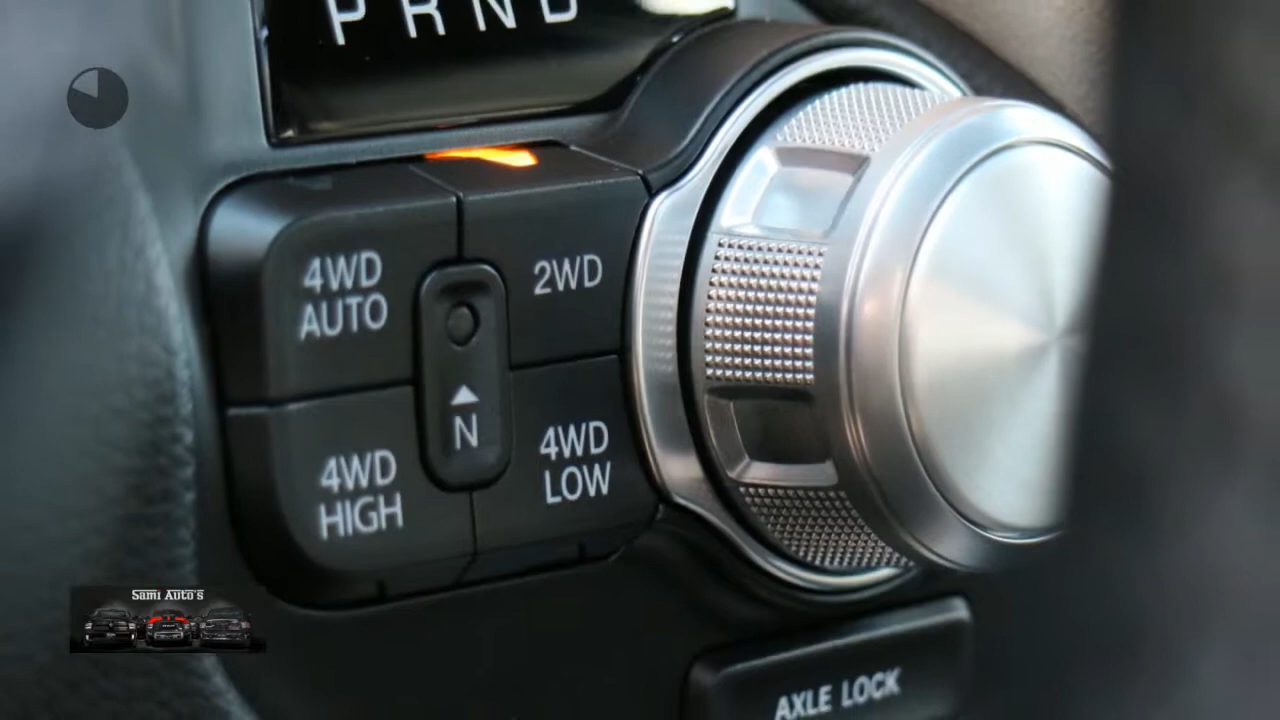 P R N D
4WD
AUTO
2WD
N
4WD
HIGH
4WD
LOW
Sami Auto's
AXLE LOCK